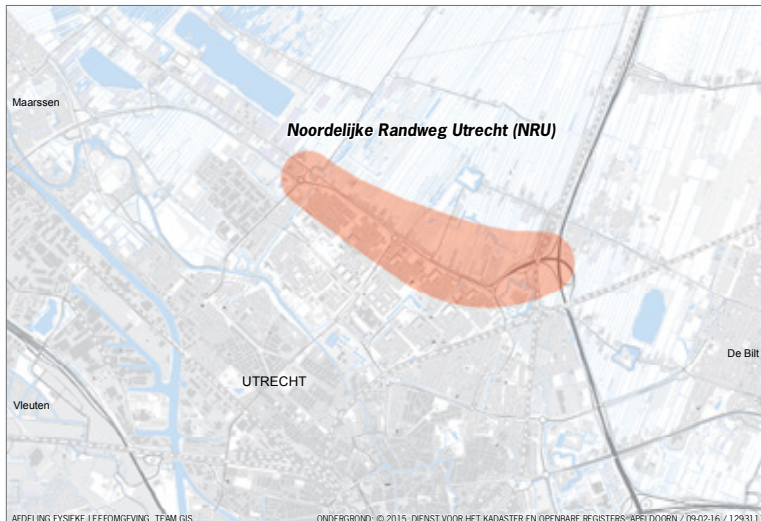 Maarssen
Noordelijke Randweg Utrecht (NRU)
De Bilt
UTRECHT
Vleuten
AFDELING FYSIEKE LEEFOMGEVING, TEAM GIS
ONDERGROND: © 2015, DIENST VOOR HET KADASTER EN OPENBARE REGISTERS, APELDOORN / 09-02-16 / 129311